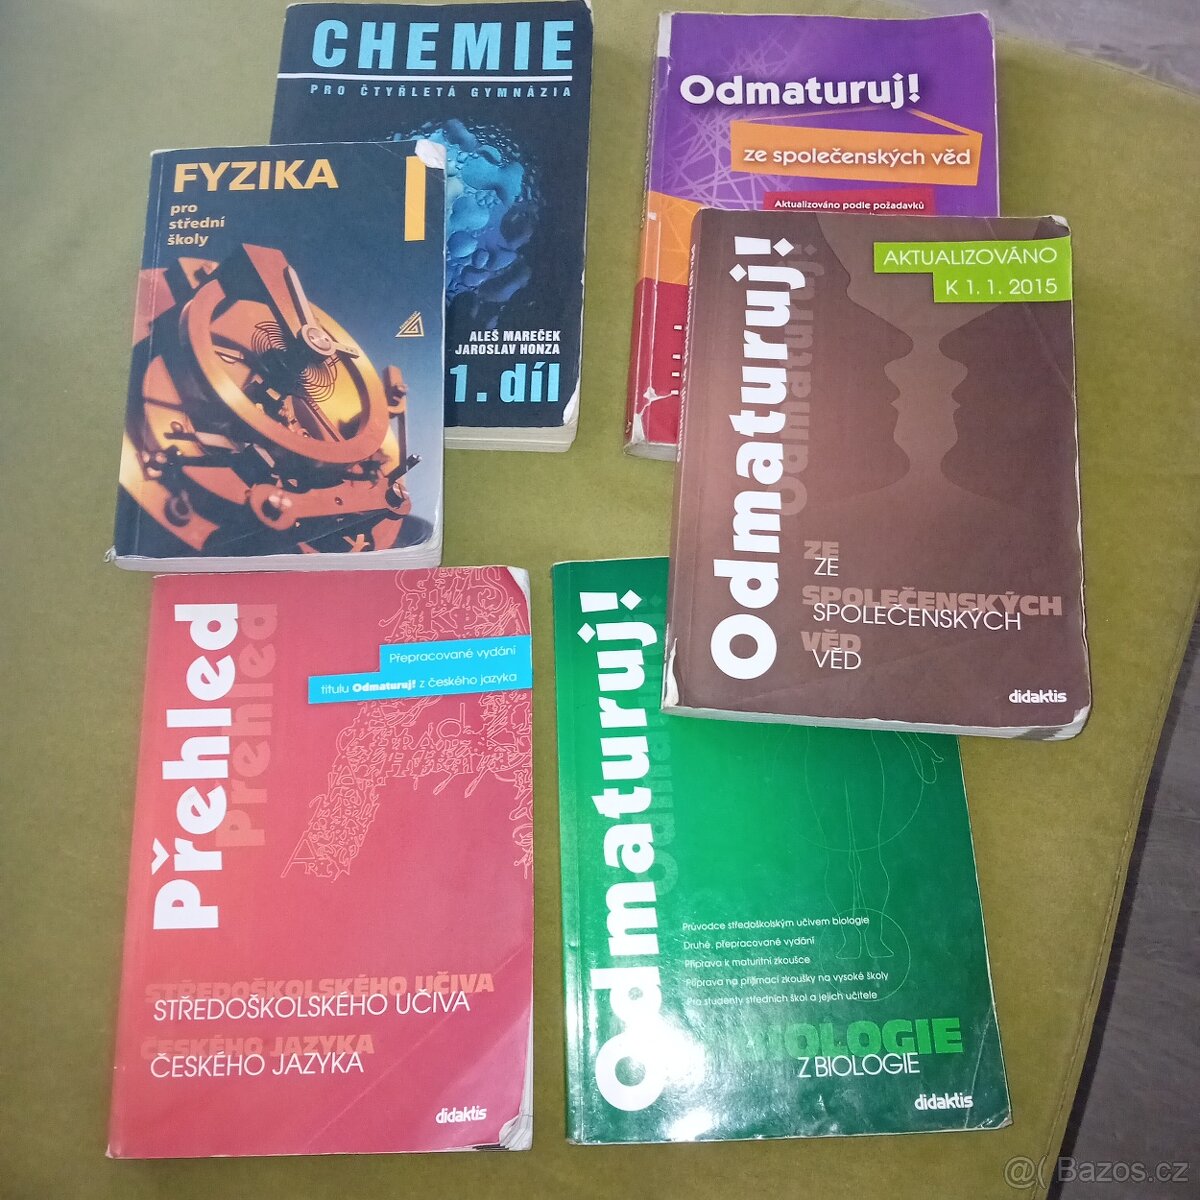 CHEMIE
PRO ČTYŘLETÁ GYMNÁZIA
ALEŠ MAREČEK
JAROSLAV HONZA
1. díl
FYZIKA
pro
střední
školy
I
Odmaturuj!
ze společenských věd
Aktualizováno podle požadavků
AKTUALIZOVÁNO
K 1. 1. 2015
Odmaturuj!
Odmaturuj!
ZE
ZE
SPOLEČENSKÝCH
SPOLEČENSKÝCH
VĚD
VĚD
didaktis
Přehled
Přehled
Přepracované vydání
titulu Odmaturuj! z českého jazyka
STŘEDOŠKOLSKÉHO UČIVA
STŘEDOŠKOLSKÉHO UČIVA
ČESKÉHO JAZYKA
ČESKÉHO JAZYKA
didaktis
Odmaturuj!
Průvodce středoškolským učivem biologie
Druhé, přepracované vydání
Příprava k maturitní zkoušce
Příprava na přijímací zkoušky na vysoké školy
Pro studenty středních škol a jejich učitele
BIOLOGIE
Z BIOLOGIE
didaktis
@( Bazos.cz